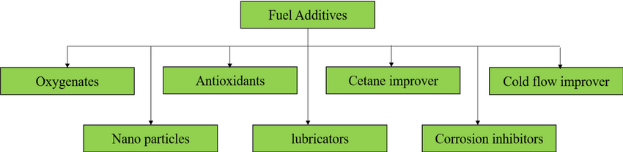 Fuel Additives
Oxygenates
Antioxidants
Cetane improver
Cold flow improver
Nano particles
lubricators
Corrosion inhibitors